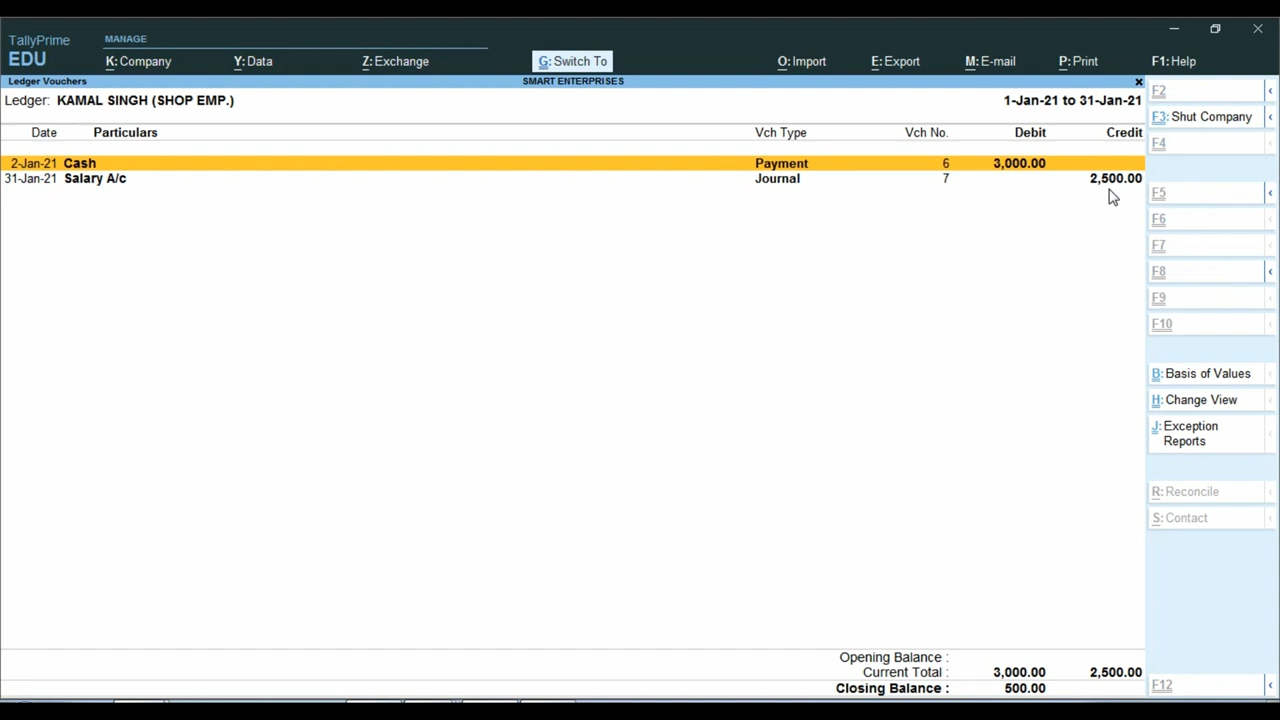 TallyPrime MANAGE
EDU K: Company Y: Data Z: Exchange G: Switch To O: Import E: Export M: E-mail P: Print F1: Help
Ledger Vouchers SMART ENTERPRISES x
Ledger: KAMAL SINGH (SHOP EMP.) 1-Jan-21 to 31-Jan-21
Date Particulars Vch Type Vch No. Debit Credit
2-Jan-21 Cash Payment 6 3,000.00
31-Jan-21 Salary A/c Journal 7 2,500.00
Opening Balance :
Current Total : 3,000.00 2,500.00
Closing Balance : 500.00
F2
F3: Shut Company
F4
F5
F6
F7
F8
F9
F10
B: Basis of Values
H: Change View
J: Exception
Reports
R: Reconcile
S: Contact
F12